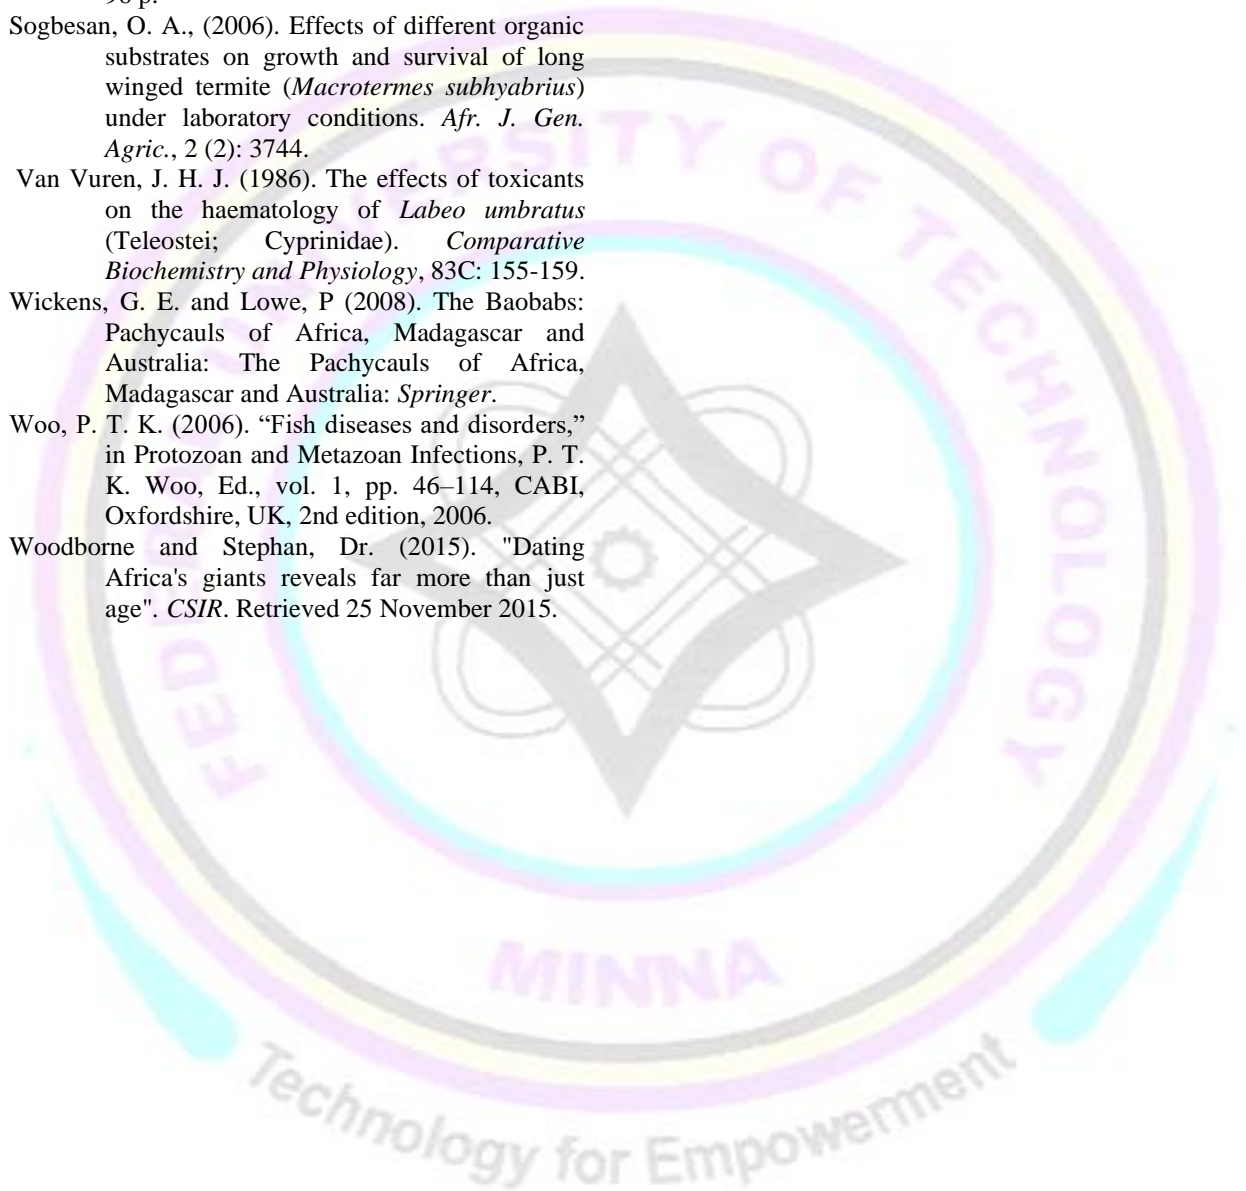 96 p.
Sogbesan, O. A., (2006). Effects of different organic
substrates on growth and survival of long
winged termite (Macrotermes subhyabrius)
under laboratory conditions. Afr. J. Gen.
Agric., 2 (2): 3744.
Van Vuren, J. H. J. (1986). The effects of toxicants
on the haematology of Labeo umbratus
(Teleostei; Cyprinidae). Comparative
Biochemistry and Physiology, 83C: 155-159.
Wickens, G. E. and Lowe, P (2008). The Baobabs:
Pachycauls of Africa, Madagascar and
Australia: The Pachycauls of Africa,
Madagascar and Australia: Springer.
Woo, P. T. K. (2006). “Fish diseases and disorders,”
in Protozoan and Metazoan Infections, P. T.
K. Woo, Ed., vol. 1, pp. 46–114, CABI,
Oxfordshire, UK, 2nd edition, 2006.
Woodborne and Stephan, Dr. (2015). "Dating
Africa's giants reveals far more than just
age". CSIR. Retrieved 25 November 2015.
FEDERAL UNIVERSITY OF TECHNOLOGY
MINNA
Technology for Empowerment